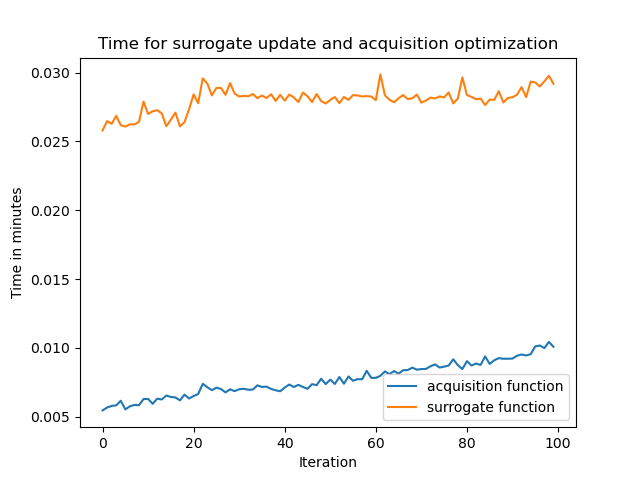 Time for surrogate update and acquisition optimization
0.030
0.025
0.020
0.015
0.010
0.005
Time in minutes
0 20 40 60 80 100
Iteration
acquisition function
surrogate function